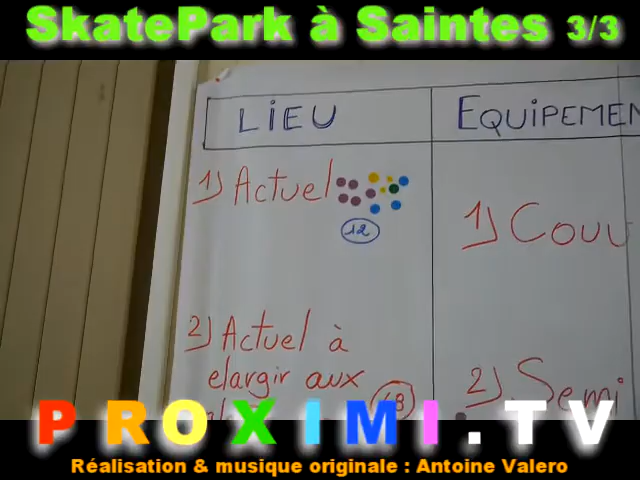 SkatePark à Saintes 3/3
LIEU
EQUIPEMEN
1) Actuel
12
1) Couv
2) Actuel à
elargir aux
2) Semi
PROXIMI.TV
Réalisation & musique originale : Antoine Valero